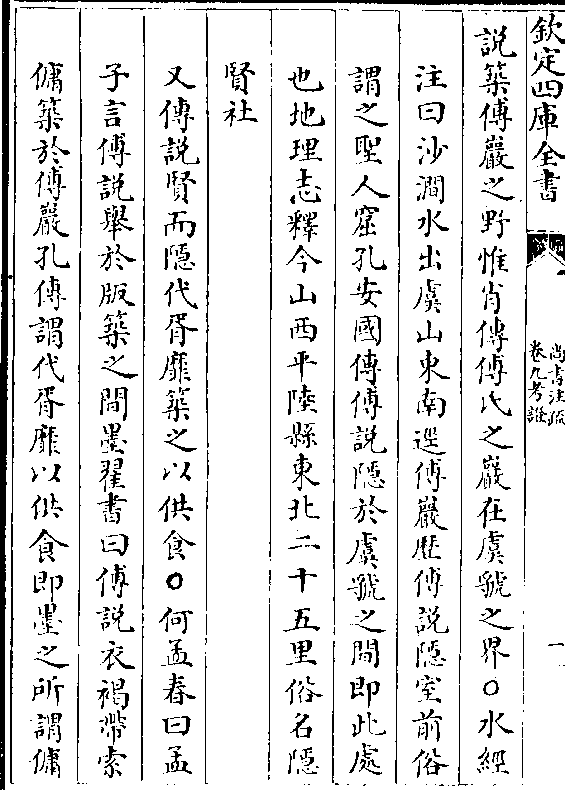 欽定四庫全書
尚書注疏
卷九考證
一
說築傅巖之野惟肖傳傅氏之巖在虞虢之界○水經
注曰沙澗水出虞山東南逕傅巖歷傅說隱室前俗
謂之聖人窟孔安國傳傅說隱於虞虢之間即此處
也地理志釋今山西平陸縣東北二十五里俗名隱
賢社
又傳說賢而隱代胥靡築之以供食○何孟春曰孟
子言傅說舉於版築之間墨翟書曰傅說衣褐帶索
傭築於傅巖孔傳謂代胥靡以供食即墨之所謂傭